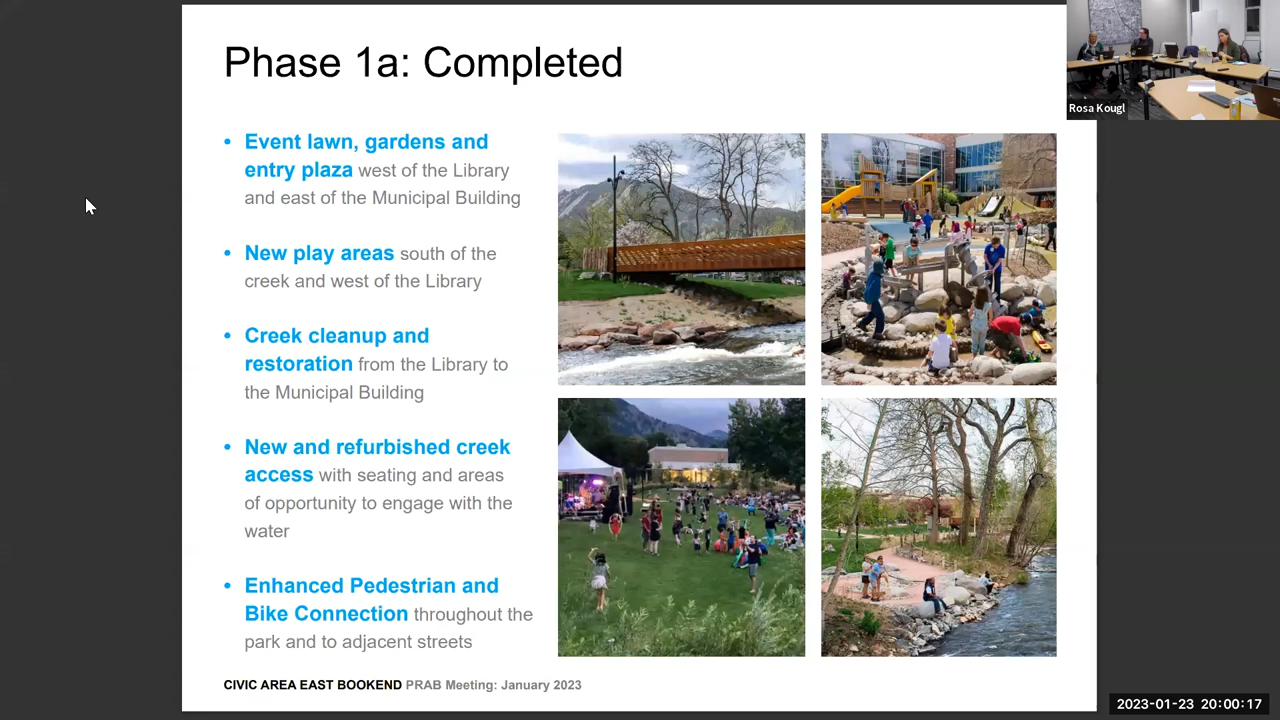 Phase 1a: Completed
• Event lawn, gardens and
entry plaza west of the Library
and east of the Municipal Building
• New play areas south of the
creek and west of the Library
• Creek cleanup and
restoration from the Library to
the Municipal Building
• New and refurbished creek
access with seating and areas
of opportunity to engage with the
water
• Enhanced Pedestrian and
Bike Connection throughout the
park and to adjacent streets
CIVIC AREA EAST BOOKEND PRAB Meeting: January 2023
Rosa Kougl
2023-01-23 20:00:17